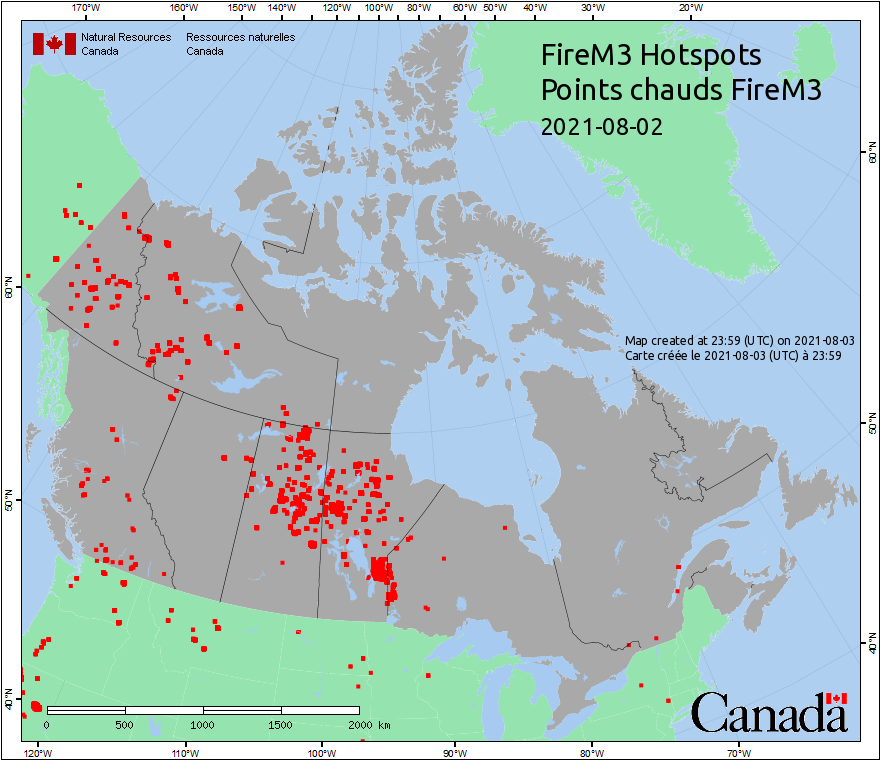 170°W 160°W 150°W 140°W 130°W 120°W 110°W 100°W 90°W 80°W 60°W 50°W 40°W 30°W 20°W
Natural Resources Ressources naturelles
Canada Canada
FireM3 Hotspots
Points chauds FireM3
2021-08-02
60°N 60°N
Map created at 23:59 (UTC) on 2021-08-03
Carte créée le 2021-08-03 (UTC) à 23:59
50°N 50°N
40°N 40°N
Canada
0 500 1000 1500 2000 km
120°W 110°W 100°W 90°W 80°W 70°W